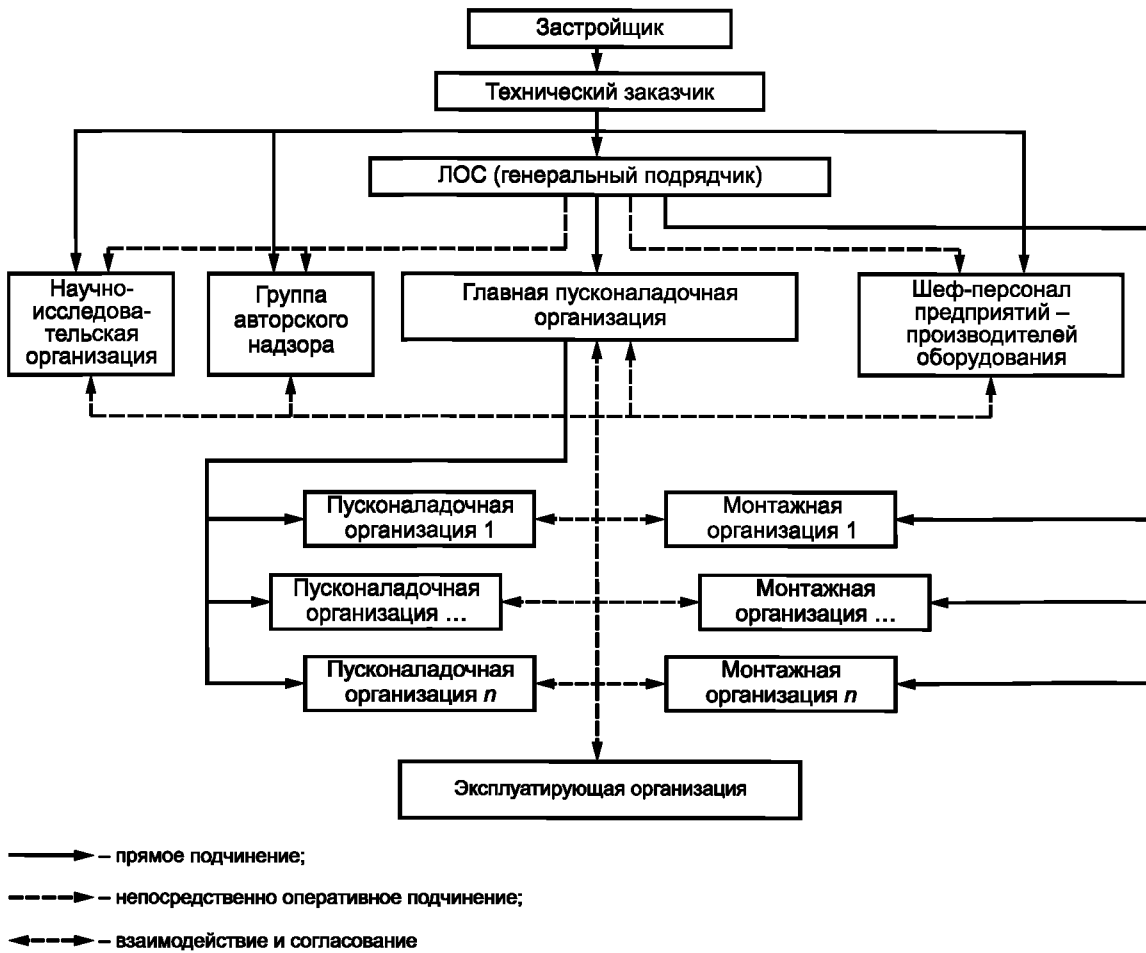 Застройщик
Технический заказчик
ЛОС (генеральный подрядчик)
Научно-
исследова-
тельская
организация
Группа
авторского
надзора
Главная пусконаладочная
организация
Шеф-персонал
предприятий –
производителей
оборудования
Пусконаладочная
организация 1
Монтажная
организация 1
Пусконаладочная
организация ...
Монтажная
организация ...
Пусконаладочная
организация n
Монтажная
организация n
Эксплуатирующая организация
– прямое подчинение;
– непосредственно оперативное подчинение;
– взаимодействие и согласование